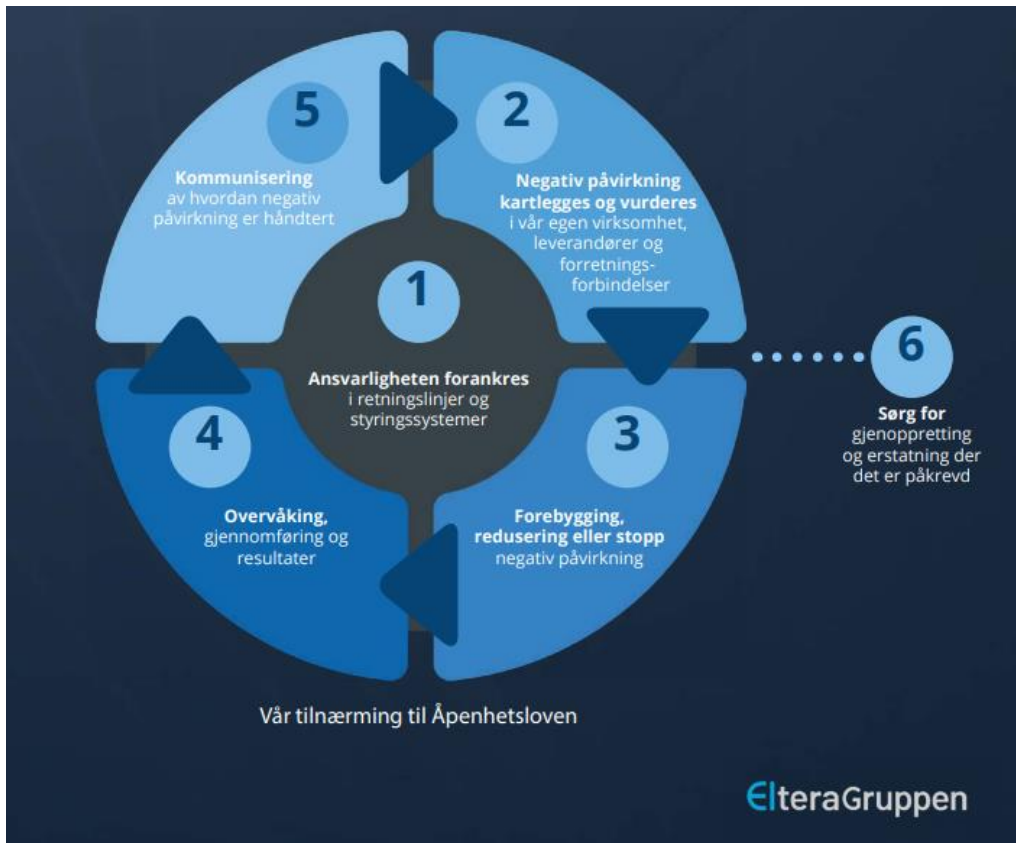 5
Kommunisering
av hvordan negativ
påvirkning er håndtert
2
Negativ påvirkning
kartlegges og vurderes
i vår egen virksomhet,
leverandører og
forretnings-
forbindelser
1
Ansvarligheten forankres
i retningslinjer og
styringssystemer
6
Sørg for
gjenoppretting
og erstatning der
det er påkrevd
4
Overvåking,
gjennomføring og
resultater
3
Forebygging,
redusering eller stopp
negativ påvirkning
Vår tilnærming til Åpenhetsloven
ElteraGruppen